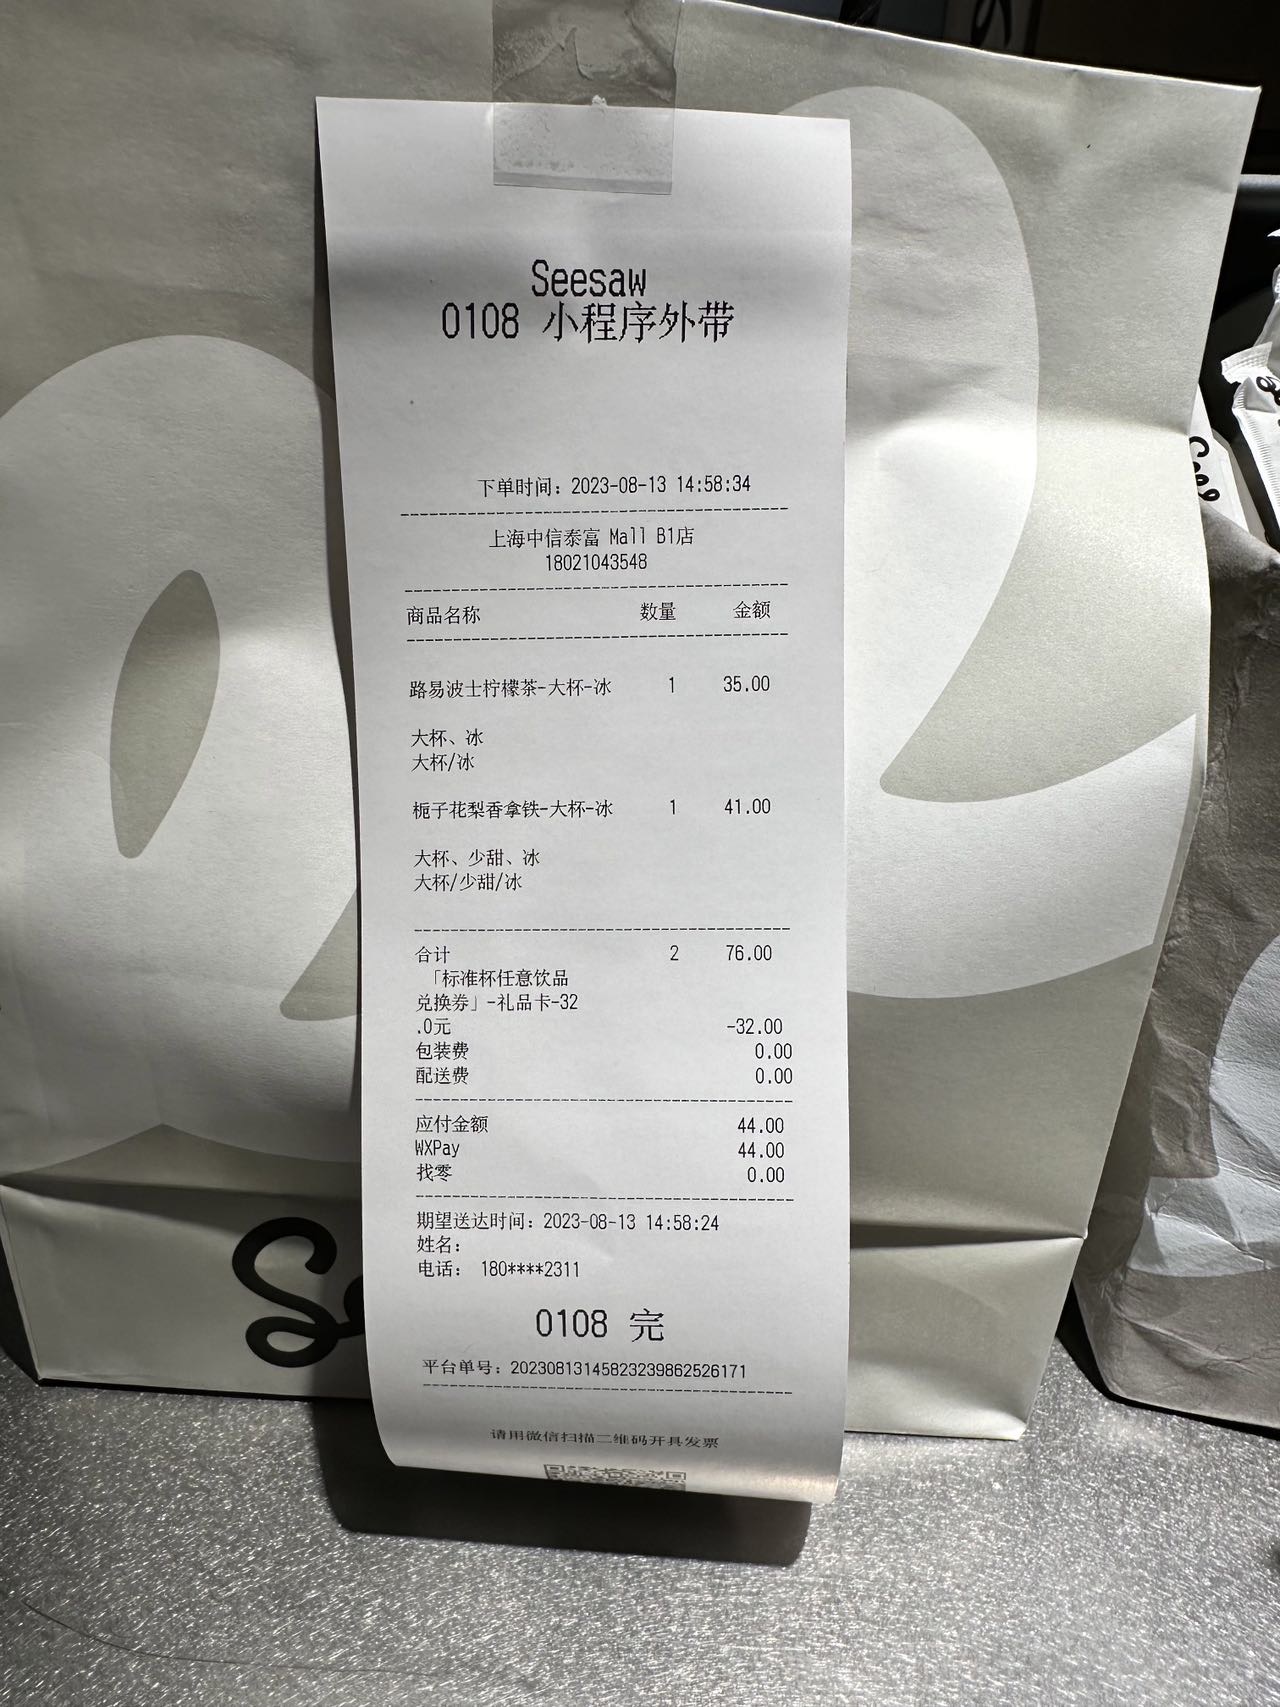 Seesaw
0108 小程序外带
下单时间：2023-08-13 14:58:34
上海中信泰富 Mall B1店
18021043548
商品名称 数量 金额
路易波士柠檬茶-大杯-冰 1 35.00
大杯、冰
大杯/冰
栀子花梨香拿铁-大杯-冰 1 41.00
大杯、少甜、冰
大杯/少甜/冰
合计 2 76.00
「标准杯任意饮品
兑换券」-礼品卡-32
.0元 -32.00
包装费 0.00
配送费 0.00
应付金额 44.00
WXPay 44.00
找零 0.00
期望送达时间：2023-08-13 14:58:24
姓名：
电话： 180****2311
0108 完
平台单号：20230813145823239862526171
请用微信扫描二维码开具发票